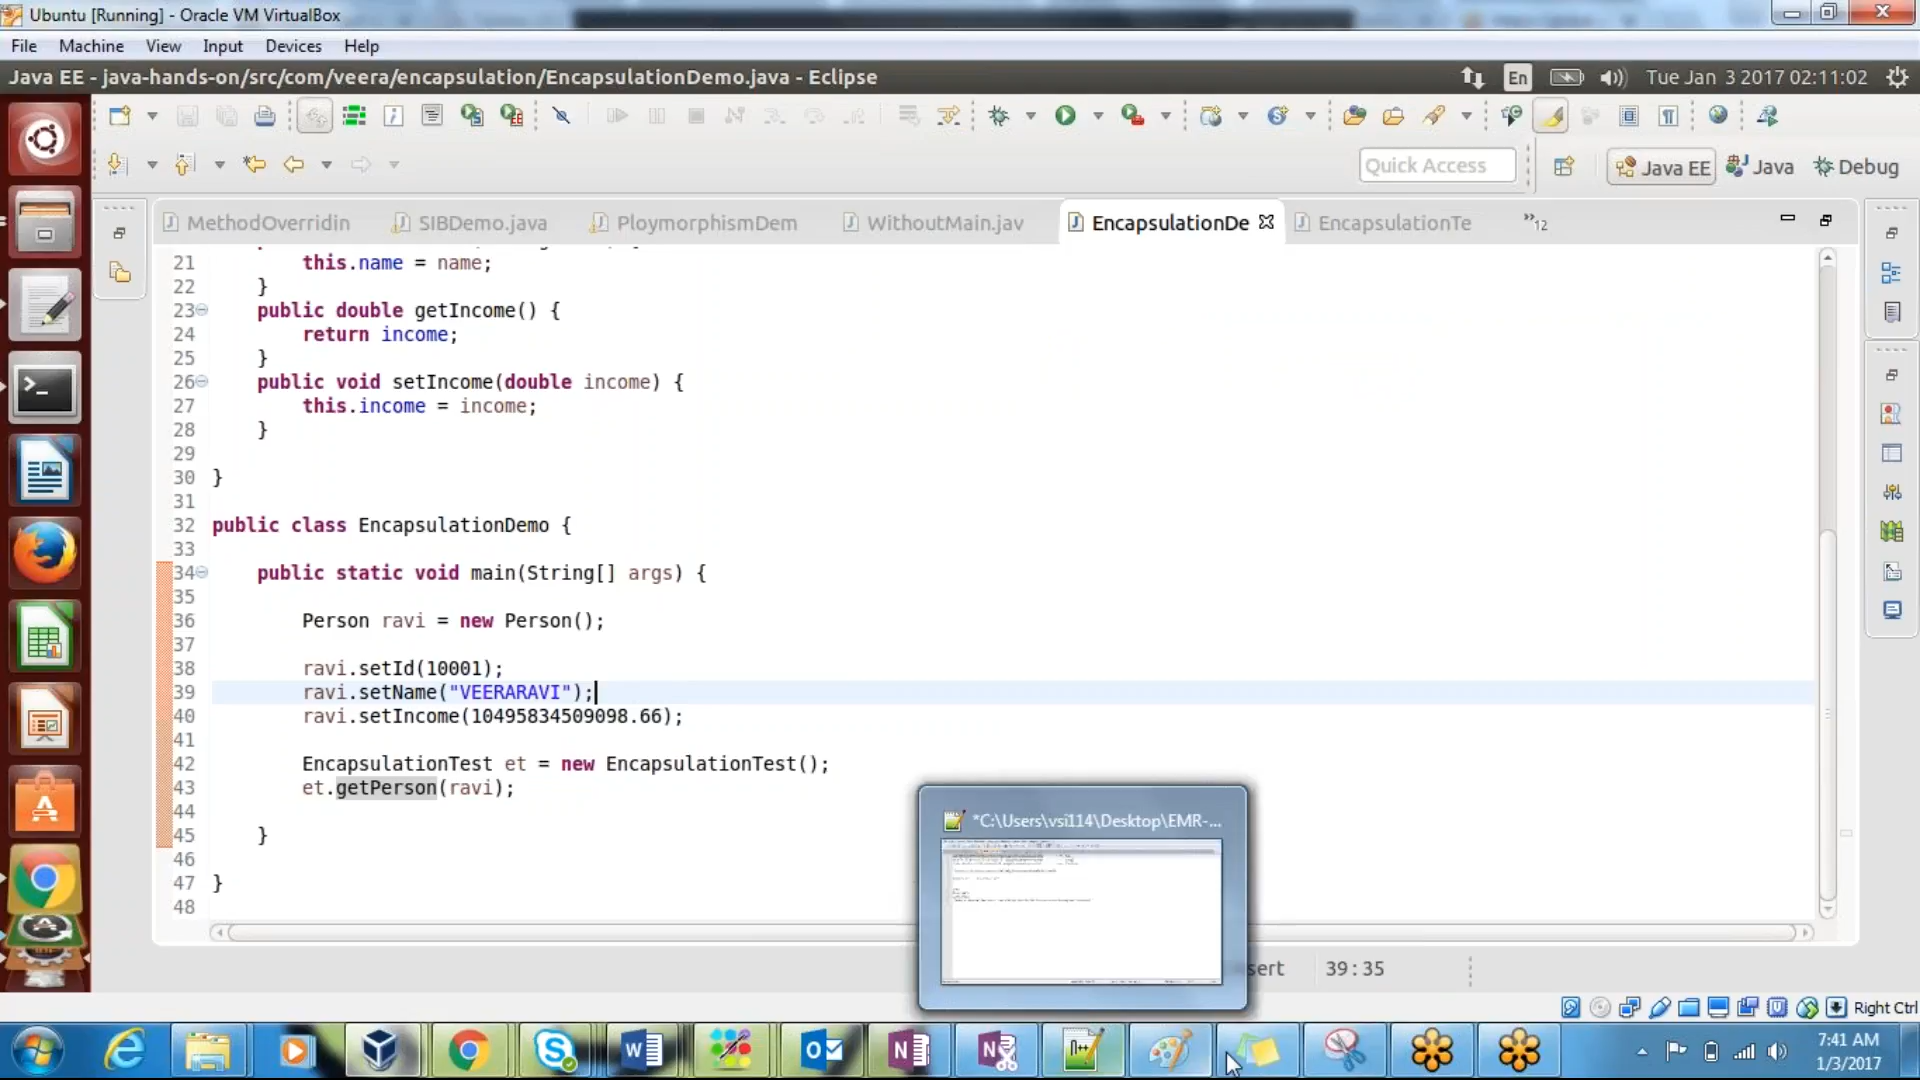 Ubuntu [Running] - Oracle VM VirtualBox
File Machine View Input Devices Help
Java EE - java-hands-on/src/com/veera/encapsulation/EncapsulationDemo.java - Eclipse
En
Tue Jan 3 2017 02:11:02
Quick Access
Java EE
Java
Debug
MethodOverridin
SIBDemo.java
PloymorphismDem
WithoutMain.jav
EncapsulationDe
EncapsulationTe
»12
21 this.name = name;
22 }
23 public double getIncome() {
24 return income;
25 }
26 public void setIncome(double income) {
27 this.income = income;
28 }
29
30 }
31
32 public class EncapsulationDemo {
33
34 public static void main(String[] args) {
35
36 Person ravi = new Person();
37
38 ravi.setId(10001);
39 ravi.setName("VEERARAVI");
40 ravi.setIncome(10495834509098.66);
41
42 EncapsulationTest et = new EncapsulationTest();
43 et.getPerson(ravi);
44
45 }
46
47 }
48
*C:\Users\vsi114\Desktop\EMR-...
sert
39:35
Right Ctrl
7:41 AM
1/3/2017